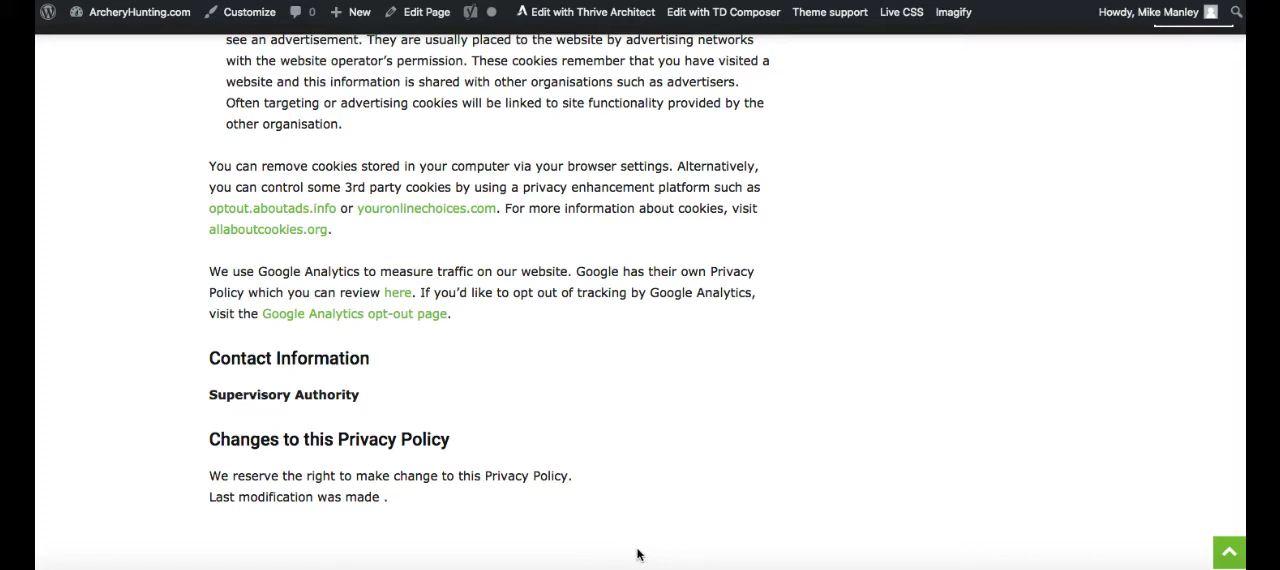 ArcheryHunting.com Customize 0 New Edit Page Edit with Thrive Architect Edit with TD Composer Theme support Live CSS Imagify Howdy, Mike Manley
see an advertisement. They are usually placed to the website by advertising networks
with the website operator's permission. These cookies remember that you have visited a
website and this information is shared with other organisations such as advertisers.
Often targeting or advertising cookies will be linked to site functionality provided by the
other organisation.
You can remove cookies stored in your computer via your browser settings. Alternatively,
you can control some 3rd party cookies by using a privacy enhancement platform such as
optout.aboutads.info or youronlinechoices.com. For more information about cookies, visit
allaboutcookies.org.
We use Google Analytics to measure traffic on our website. Google has their own Privacy
Policy which you can review here. If you'd like to opt out of tracking by Google Analytics,
visit the Google Analytics opt-out page.
Contact Information
Supervisory Authority
Changes to this Privacy Policy
We reserve the right to make change to this Privacy Policy.
Last modification was made .